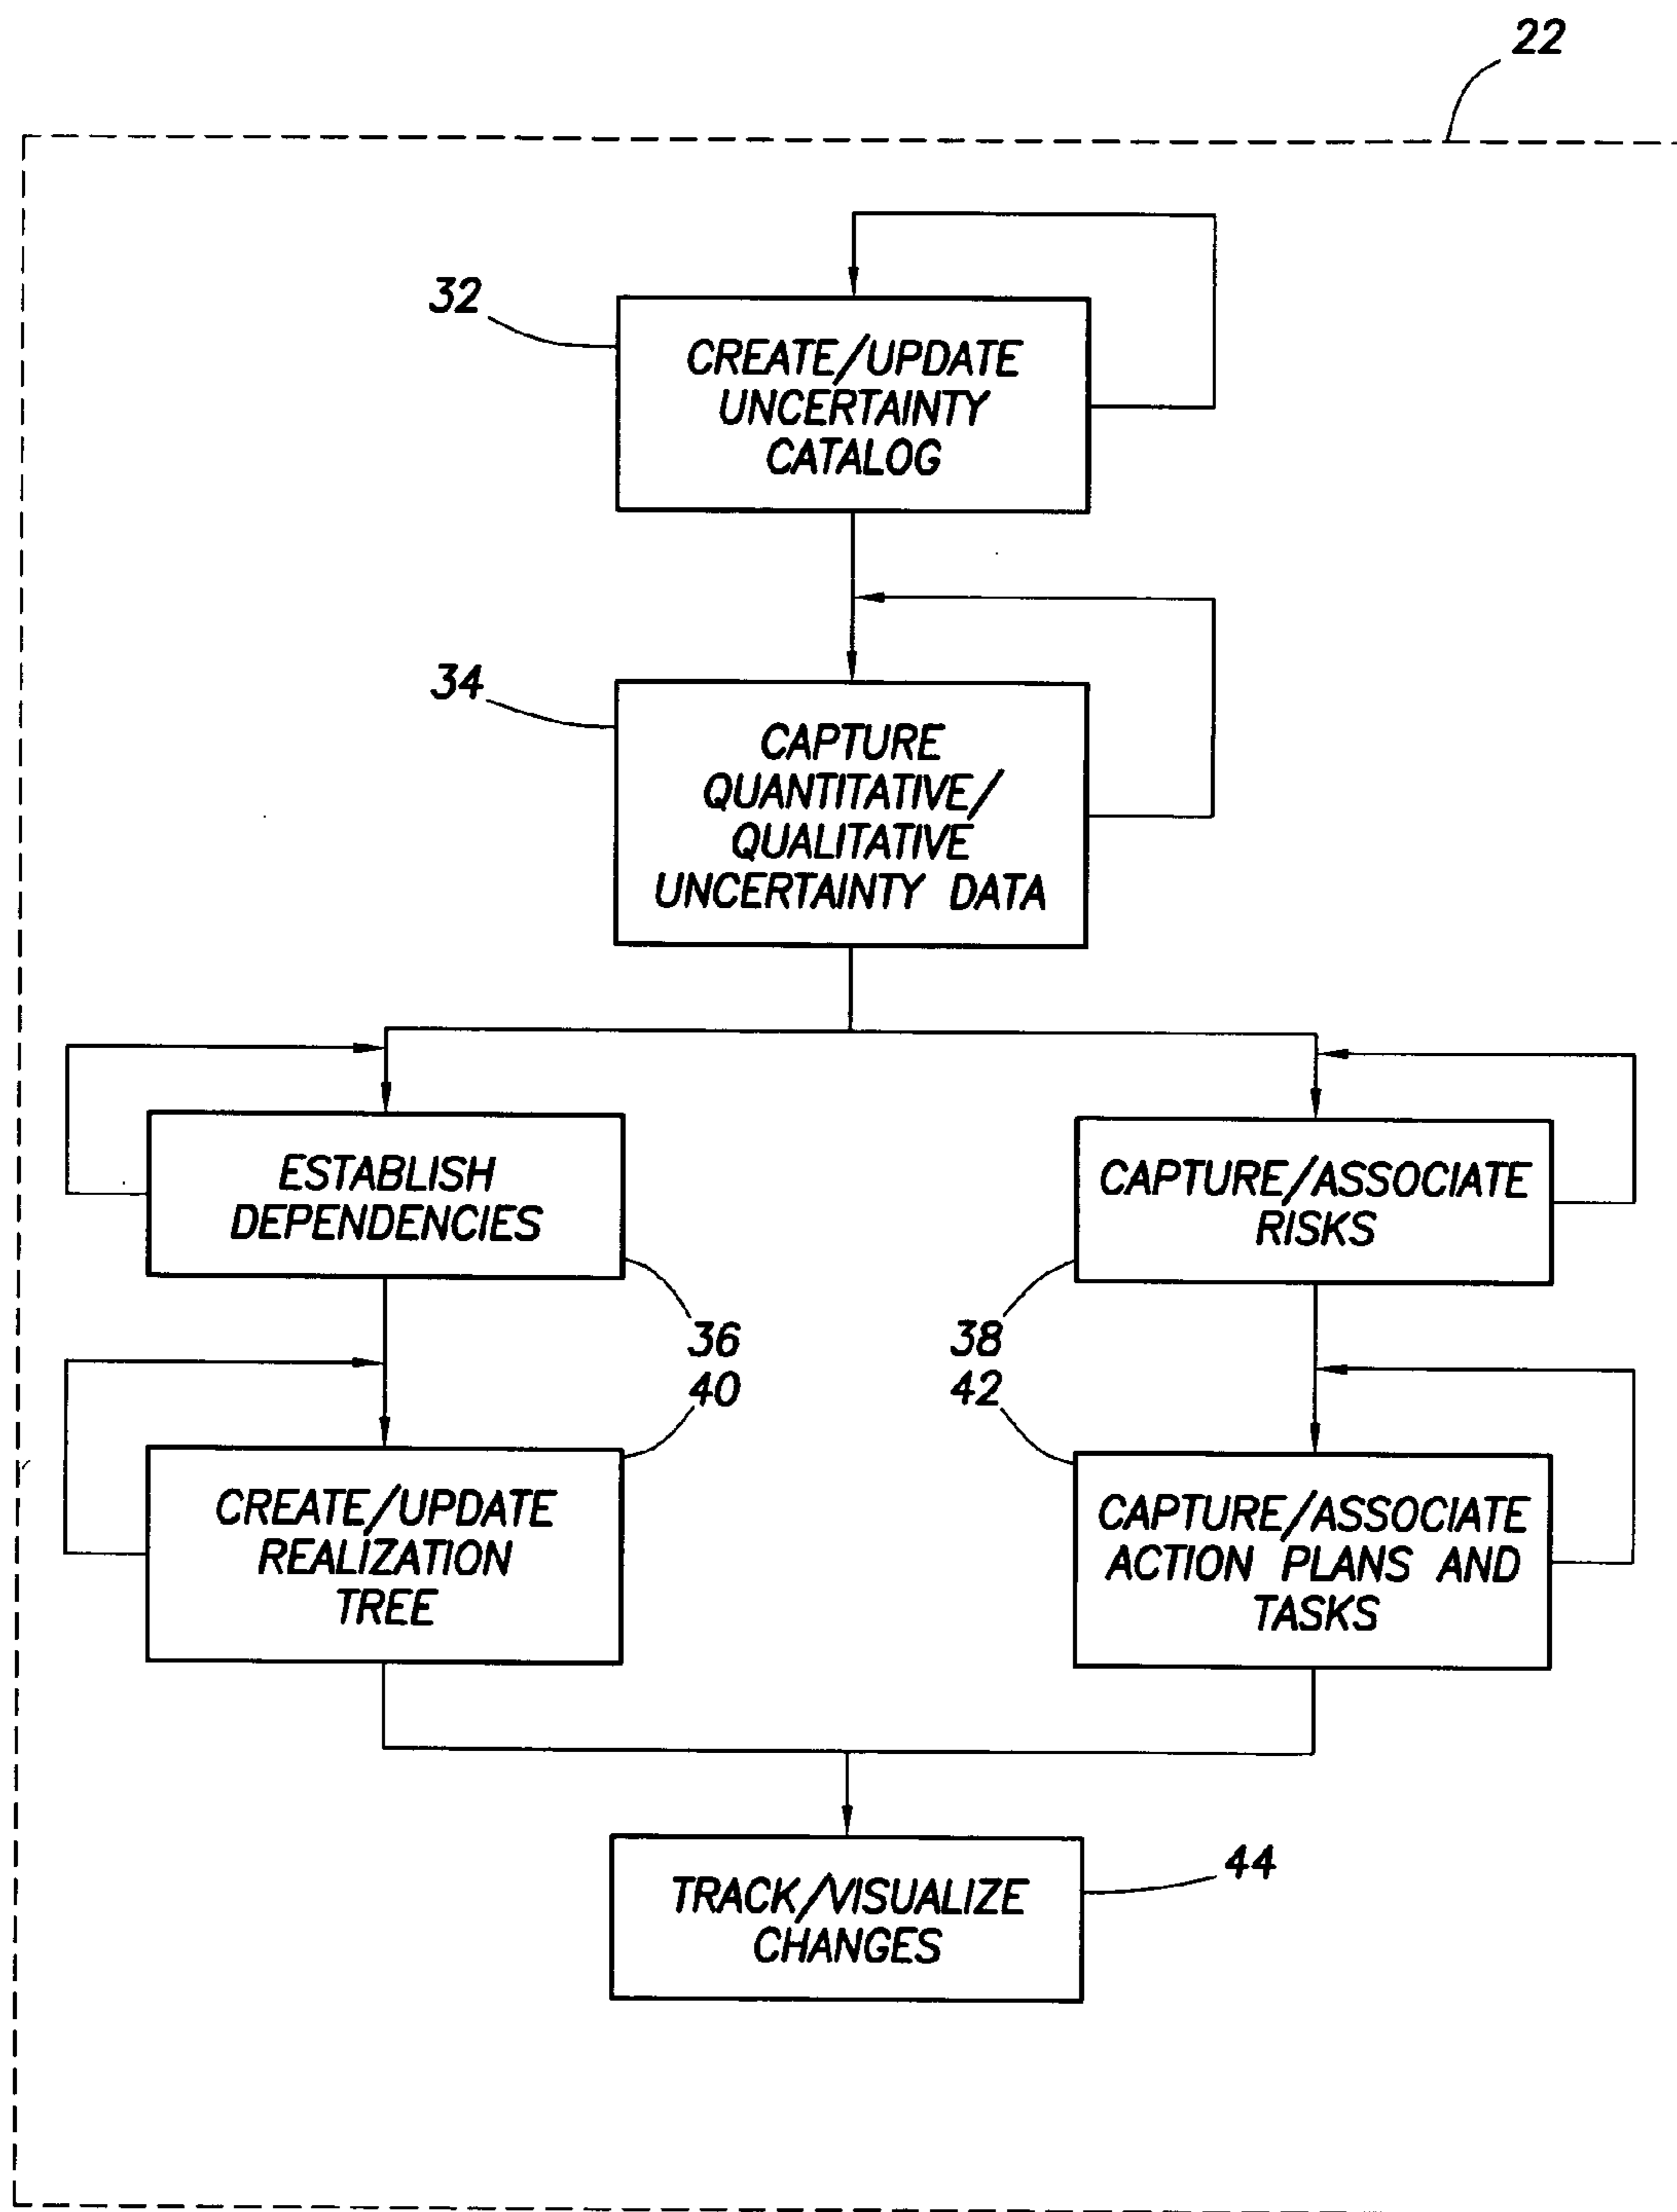 22
32
CREATE/UPDATE
UNCERTAINTY
CATALOG
34
CAPTURE
QUANTITATIVE/
QUALITATIVE
UNCERTAINTY DATA
ESTABLISH
DEPENDENCIES
CAPTURE/ASSOCIATE
RISKS
36
38
40
42
CREATE/UPDATE
REALIZATION
TREE
CAPTURE/ASSOCIATE
ACTION PLANS AND
TASKS
TRACK/VISUALIZE
CHANGES
44